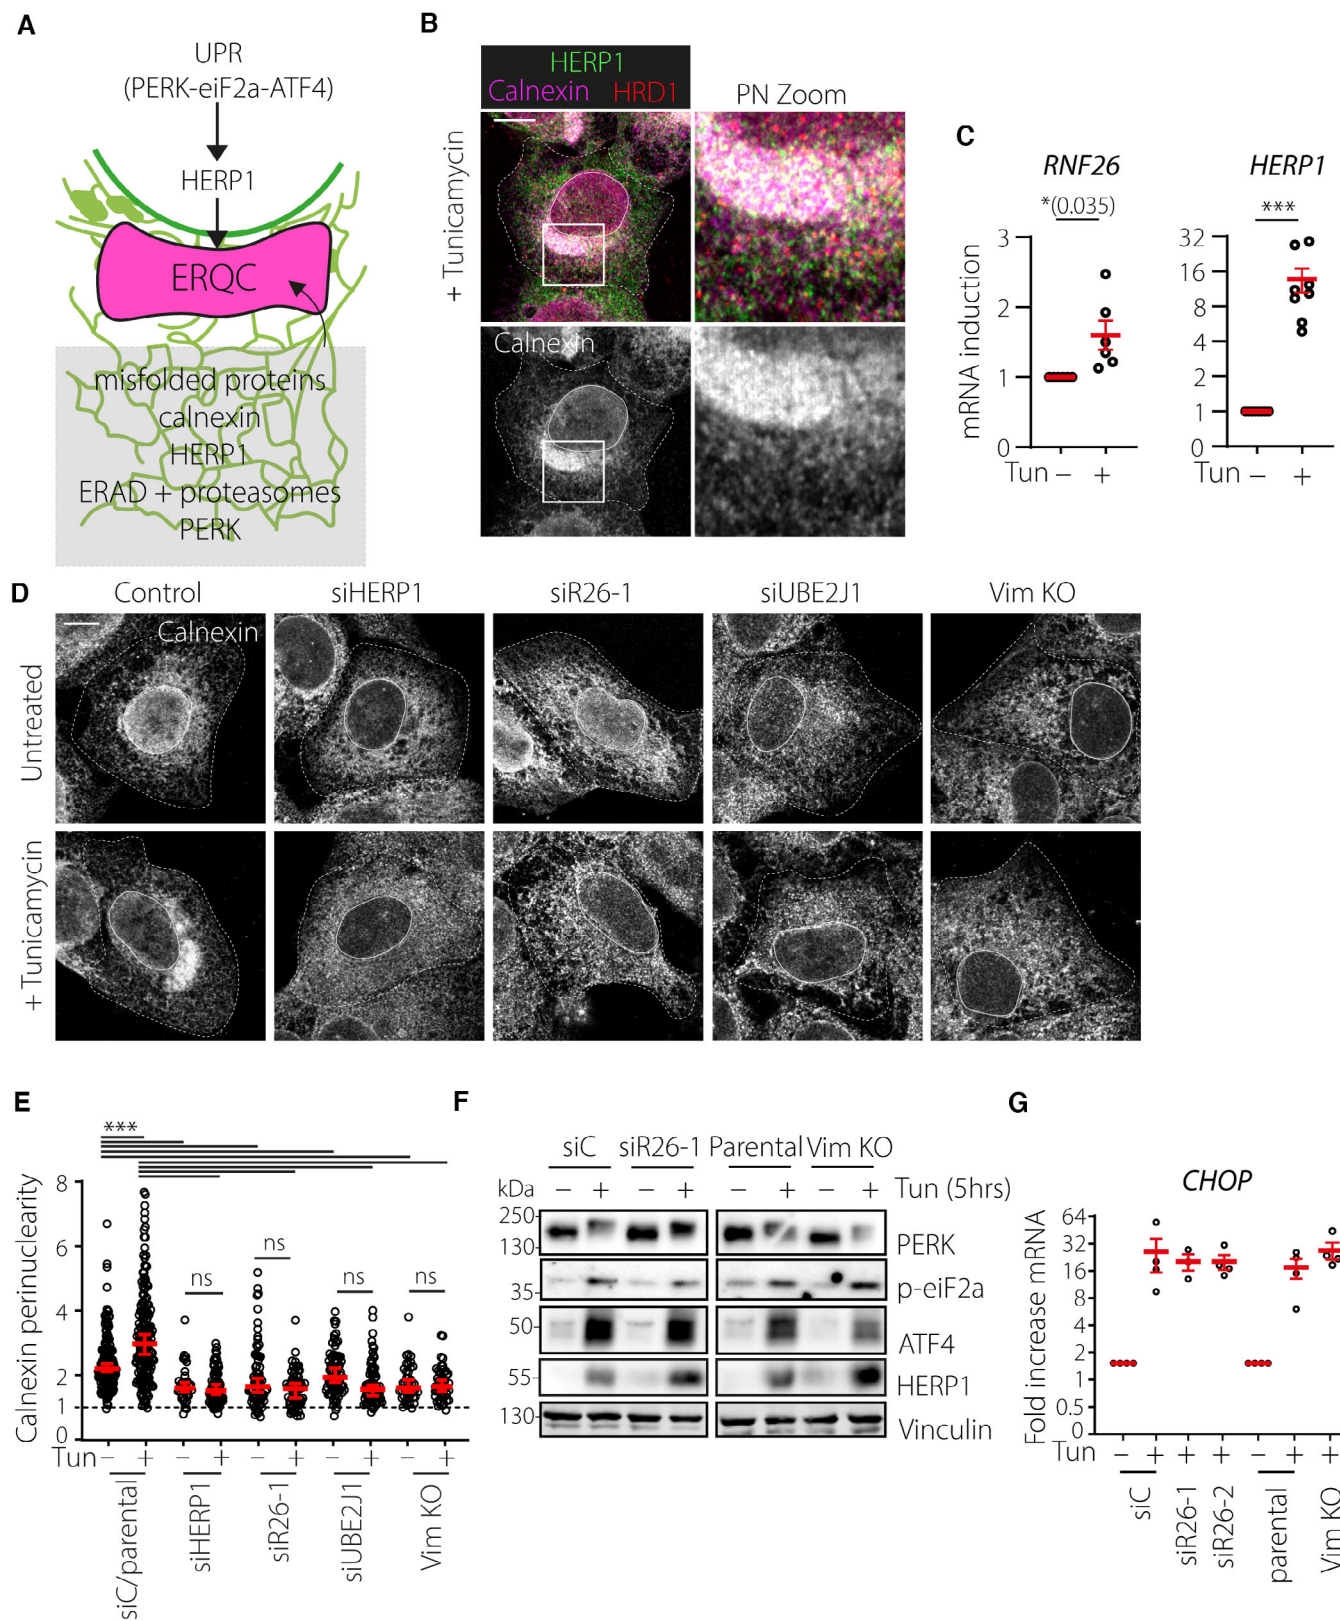 A
UPR
(PERK-eiF2a-ATF4)
HERP1
ERQC
misfolded proteins
calnexin
HERP1
ERAD + proteasomes
PERK
B
HERP1
Calnexin HRD1
PN Zoom
+ Tunicamycin
Calnexin
C
RNF26
*(0.035)
mRNA induction
3
2
1
0
Tun − +
HERP1
***
32
16
8
4
2
1
0
Tun − +
D
Control siHERP1 siR26-1 siUBE2J1 Vim KO
Calnexin
Untreated
+ Tunicamycin
E
***
ns
ns
ns
ns
Calnexin perinuclearity
8
6
4
2
1
0
Tun − + − + − + − + − +
siC/parental
siHERP1
siR26-1
siUBE2J1
Vim KO
F
siC siR26-1 Parental Vim KO
kDa − + − + − + − + Tun (5hrs)
250
130
PERK
35
p-eiF2a
50
ATF4
55
HERP1
130
Vinculin
G
CHOP
Fold increase mRNA
64
32
16
8
4
2
1
0.5
0
Tun − + + + − + +
siC
siR26-1
siR26-2
parental
Vim KO